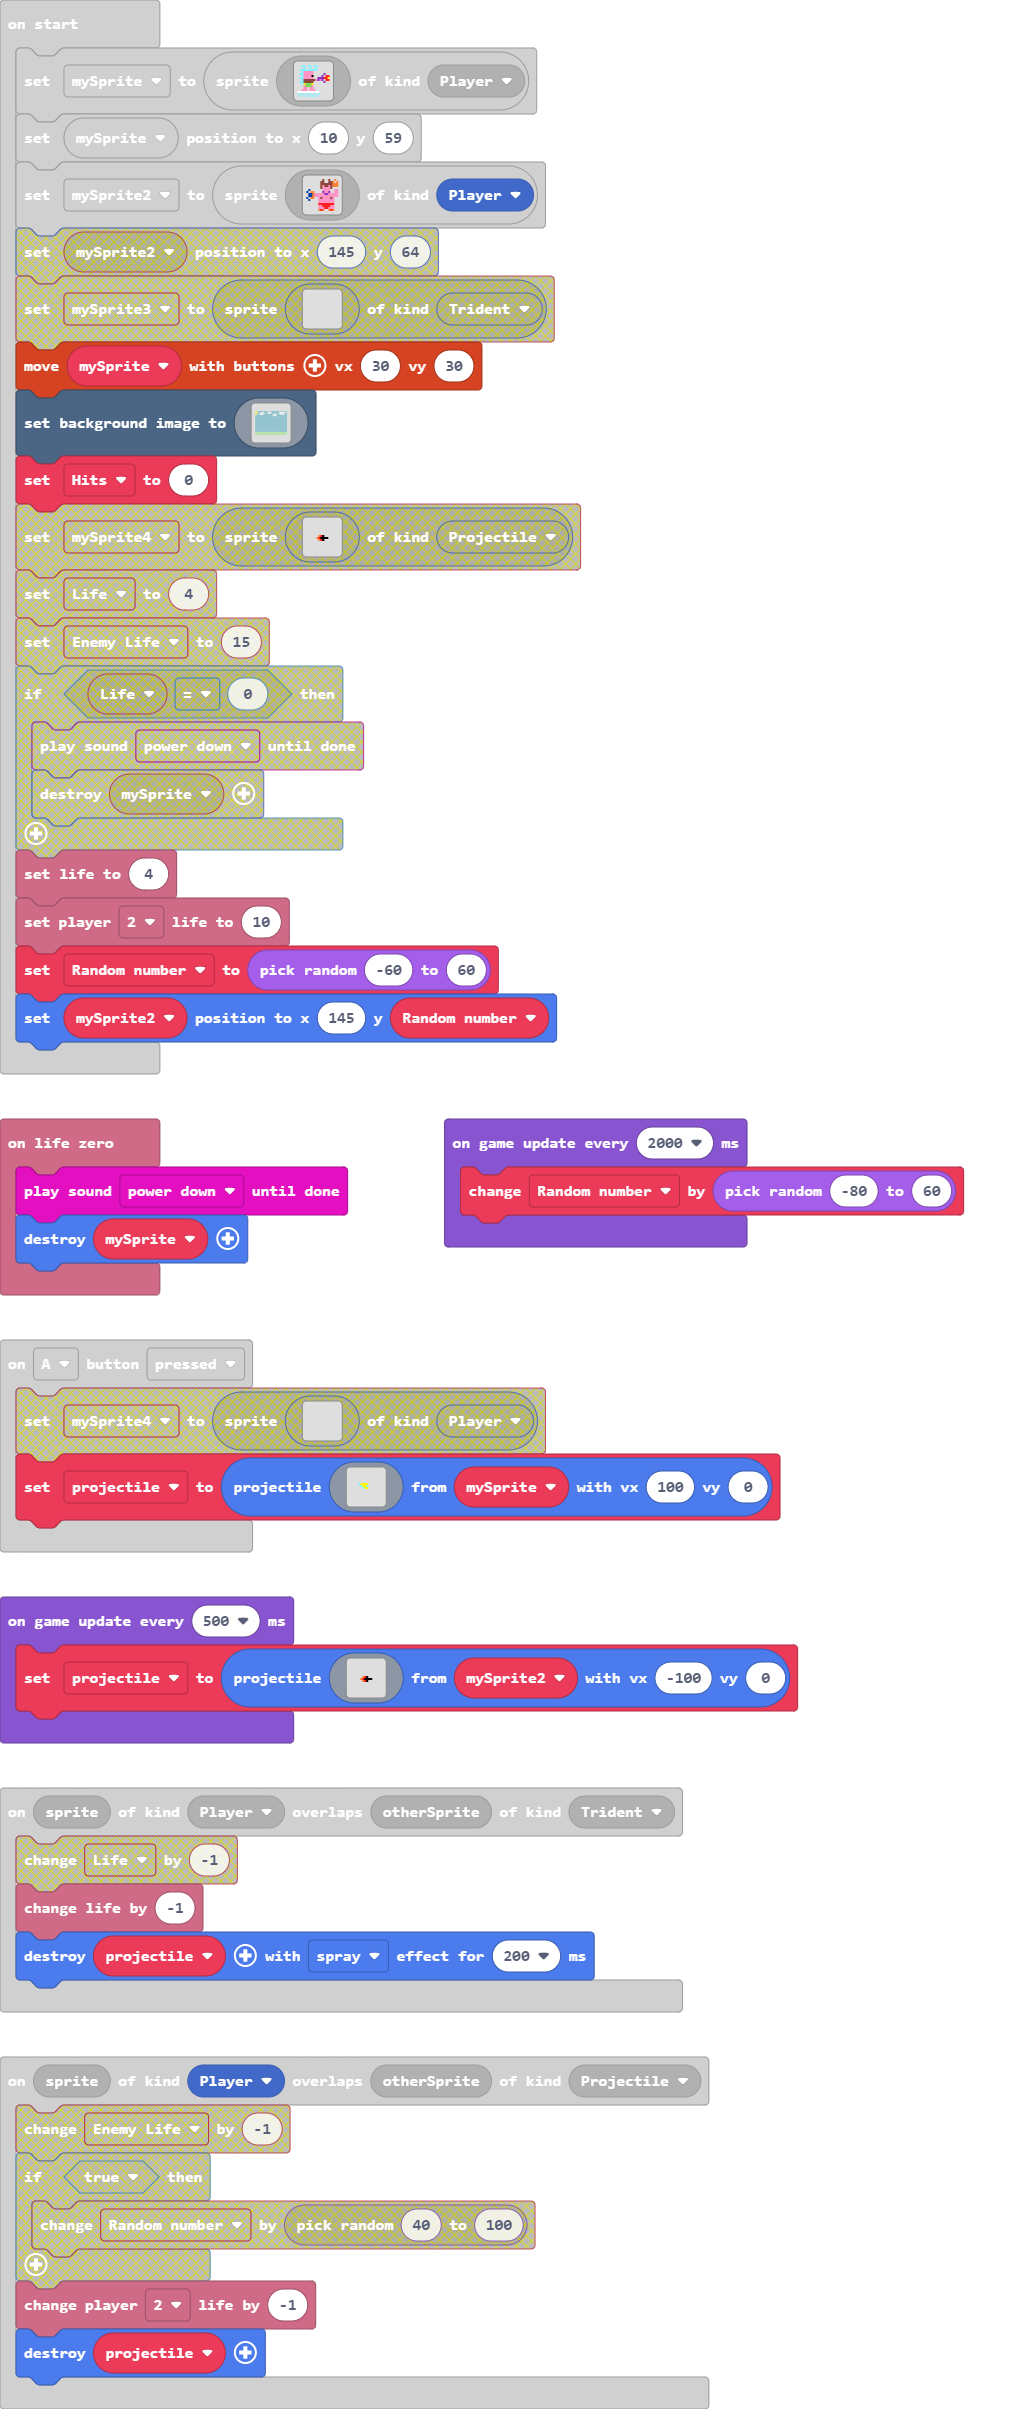 on start
set mySprite to sprite of kind Player
set mySprite position to x 10 y 59
set mySprite2 to sprite of kind Player
set mySprite2 position to x 145 y 64
set mySprite3 to sprite of kind Trident
move mySprite with buttons vx 30 vy 30
set background image to
set Hits to 0
set mySprite4 to sprite of kind Projectile
set Life to 4
set Enemy Life to 15
if Life = 0 then
play sound power down until done
destroy mySprite
set life to 4
set player 2 life to 10
set Random number to pick random -60 to 60
set mySprite2 position to x 145 y Random number
on life zero
play sound power down until done
destroy mySprite
on game update every 2000 ms
change Random number by pick random -80 to 60
on A button pressed
set mySprite4 to sprite of kind Player
set projectile to projectile from mySprite with vx 100 vy 0
on game update every 500 ms
set projectile to projectile from mySprite2 with vx -100 vy 0
on sprite of kind Player overlaps otherSprite of kind Trident
change Life by -1
change life by -1
destroy projectile with spray effect for 200 ms
on sprite of kind Player overlaps otherSprite of kind Projectile
change Enemy Life by -1
if true then
change Random number by pick random 40 to 100
change player 2 life by -1
destroy projectile